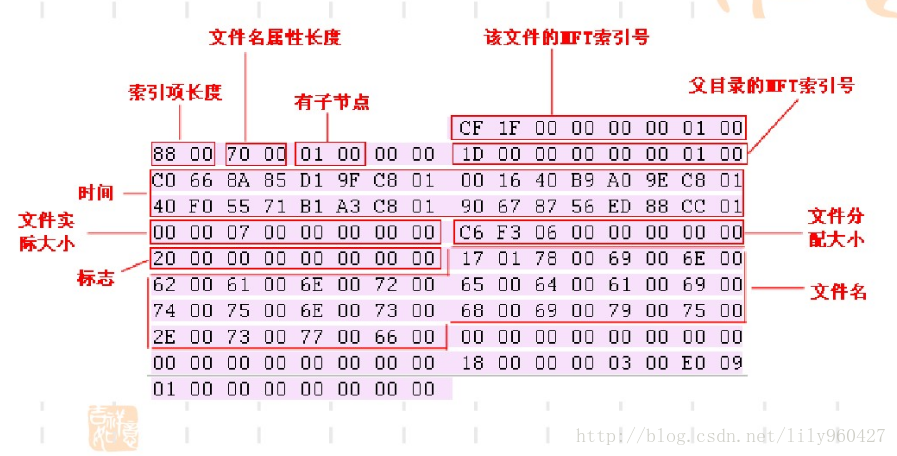 文件名属性长度
该文件的MFT索引号
索引项长度
有子节点
父目录的MFT索引号
CF 1F 00 00 00 00 01 00
88 00 70 00 01 00 00 00 1D 00 00 00 00 00 01 00
C0 66 8A 85 D1 9F C8 01 00 16 40 B9 A0 9E C8 01
时间
40 F0 55 71 B1 A3 C8 01 90 67 87 56 ED 88 CC 01
文件实际大小
00 00 07 00 00 00 00 00 C6 F3 06 00 00 00 00 00
文件分配大小
标志
20 00 00 00 00 00 00 00 17 01 78 00 69 00 6E 00
62 00 61 00 6E 00 72 00 65 00 64 00 61 00 69 00
文件名
74 00 75 00 6E 00 73 00 68 00 69 00 79 00 75 00
2E 00 73 00 77 00 66 00 00 00 00 00 00 00 00 00
00 00 00 00 00 00 00 00 18 00 00 00 03 00 E0 09
01 00 00 00 00 00 00 00
http://blog.csdn.net/lily960427